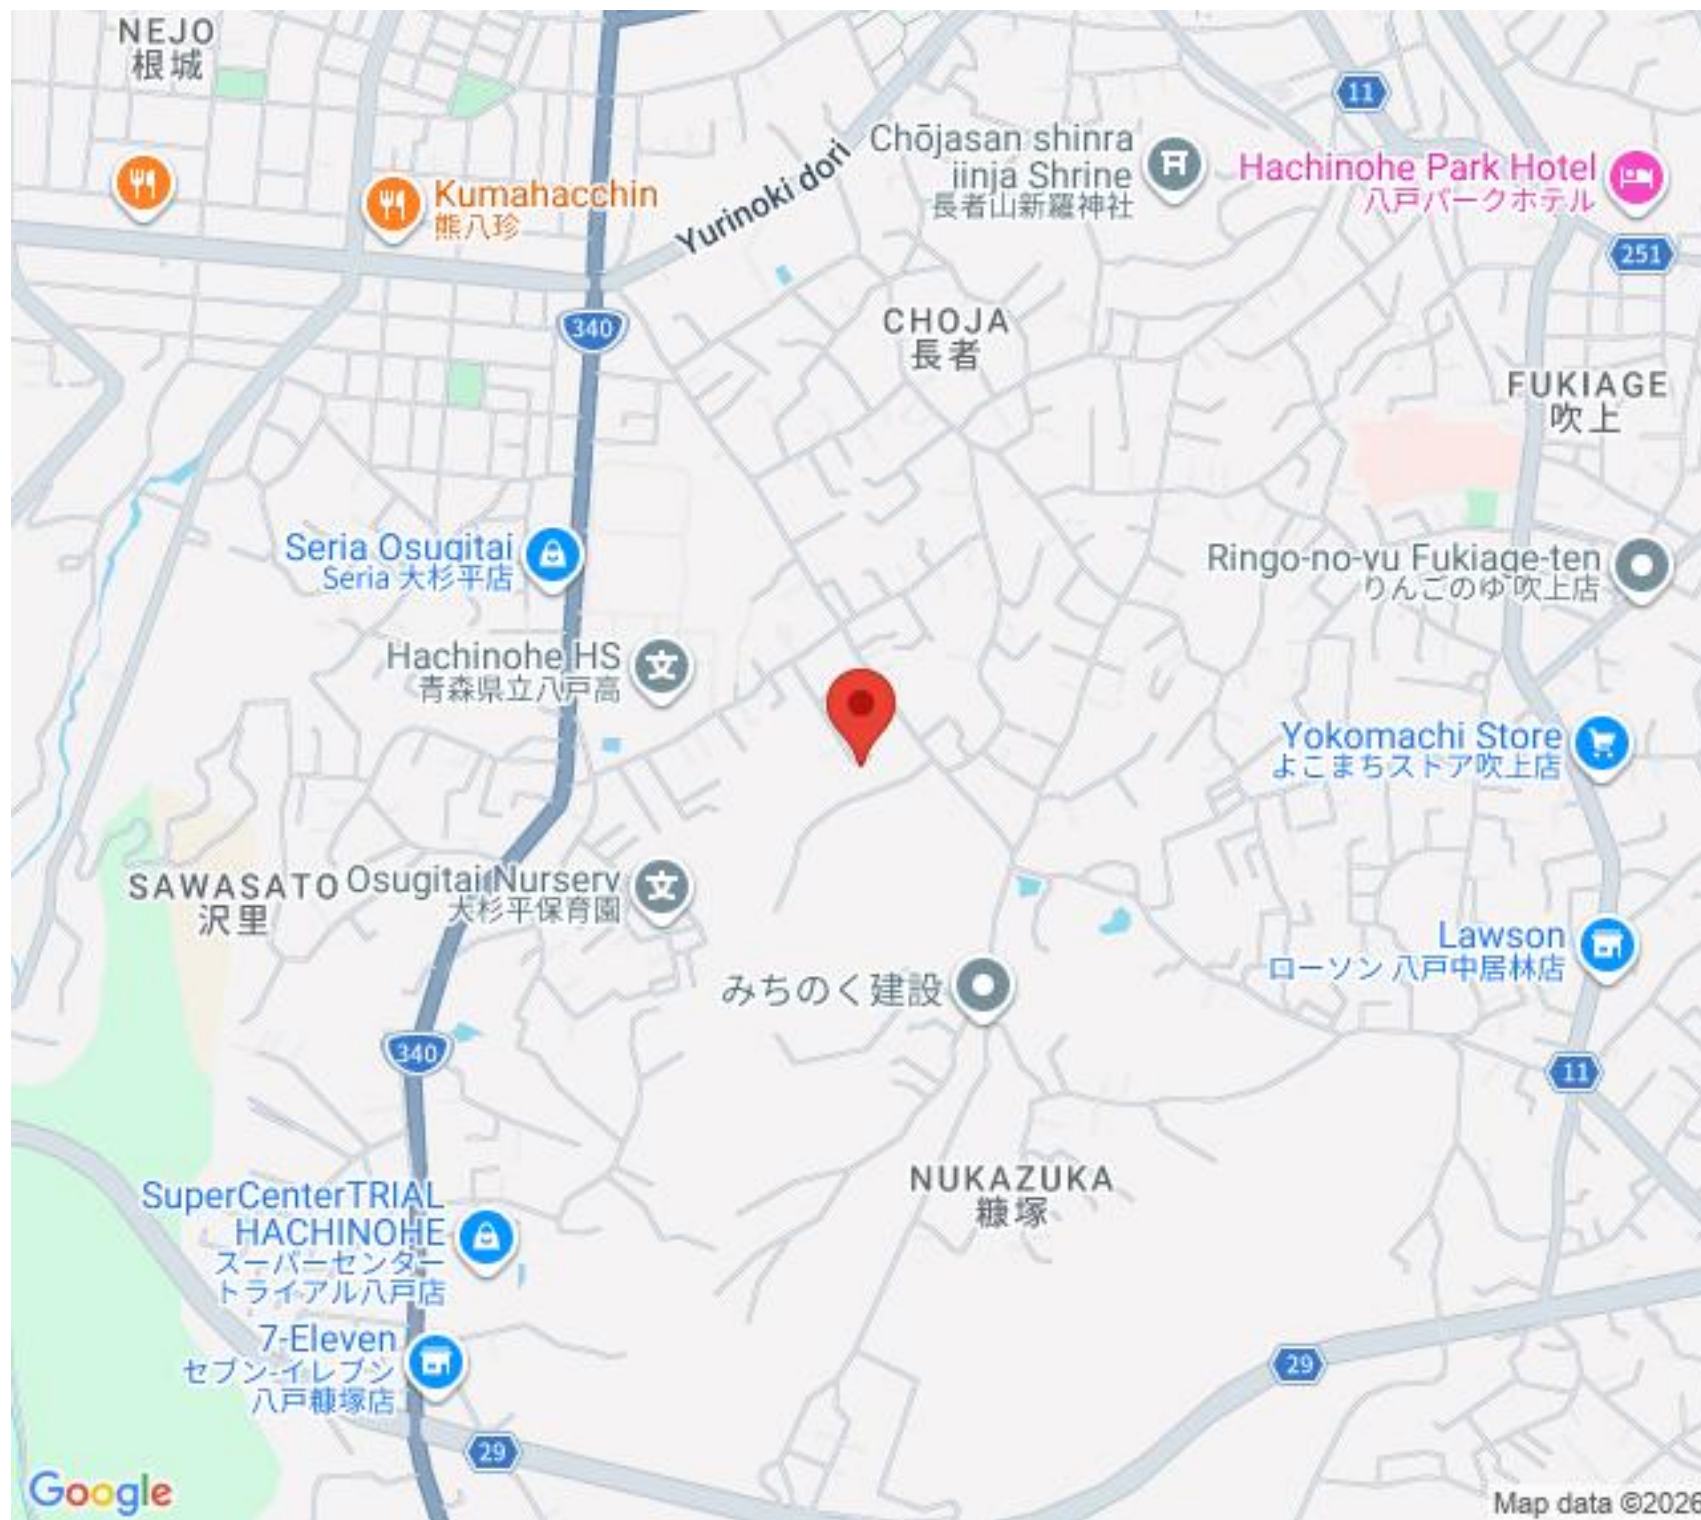 NEJO
根城
11
Chōjasan shinra
jinja Shrine
長者山新羅神社
Hachinohe Park Hotel
八戸パークホテル
Kumahacchin
熊八珍
Yurinoki dori
251
340
CHOJA
長者
FUKIAGE
吹上
Seria Osugitai
Seria 大杉平店
Ringo-no-yu Fukiage-ten
りんごのゆ 吹上店
Hachinohe HS
青森県立八戸高
Yokomachi Store
よこまちストア吹上店
SAWASATO
沢里
Osugitai Nursery
大杉平保育園
Lawson
ローソン 八戸中居林店
みちのく建設
340
11
NUKAZUKA
糠塚
SuperCenterTRIAL
HACHINOHE
スーパーセンター
トライアル八戸店
7-Eleven
セブン-イレブン
八戸糠塚店
29
29
Google
Map data ©2026